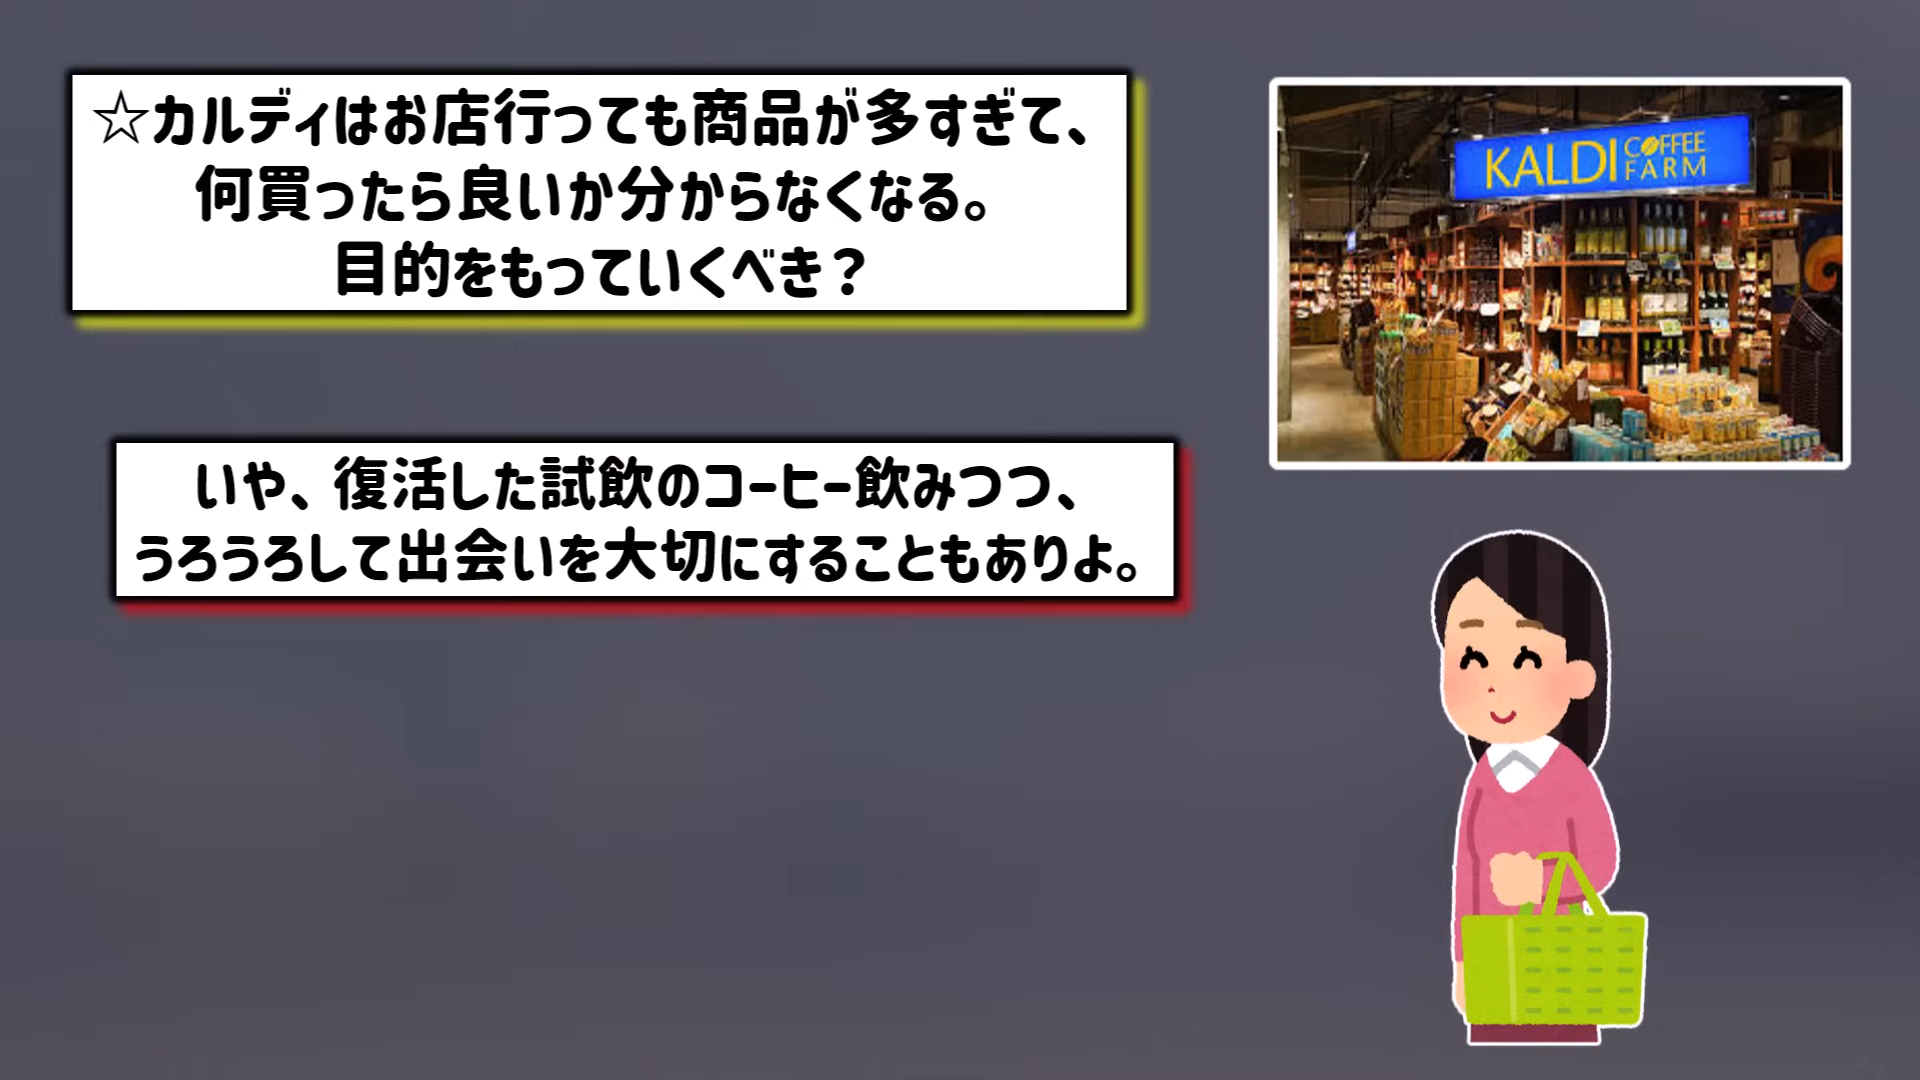 ☆カルディはお店行っても商品が多すぎて、
何買ったら良いか分からなくなる。
目的をもっていくべき？
KALDI COFFEE FARM
いや、復活した試飲のコーヒー飲みつつ、
うろうろして出会いを大切にすることもありよ。